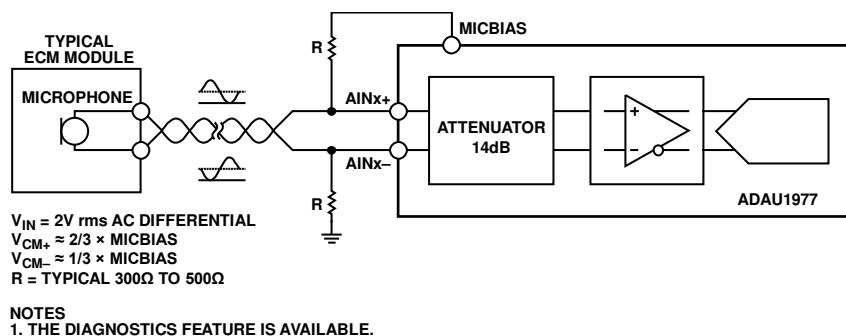 TYPICAL
ECM MODULE
MICROPHONE
R
MICBIAS
AINx+
AINx–
R
ATTENUATOR
14dB
+
–
ADAU1977
V_IN = 2V rms AC DIFFERENTIAL
V_CM+ ≈ 2/3 × MICBIAS
V_CM– ≈ 1/3 × MICBIAS
R = TYPICAL 300Ω TO 500Ω
NOTES
1. THE DIAGNOSTICS FEATURE IS AVAILABLE.